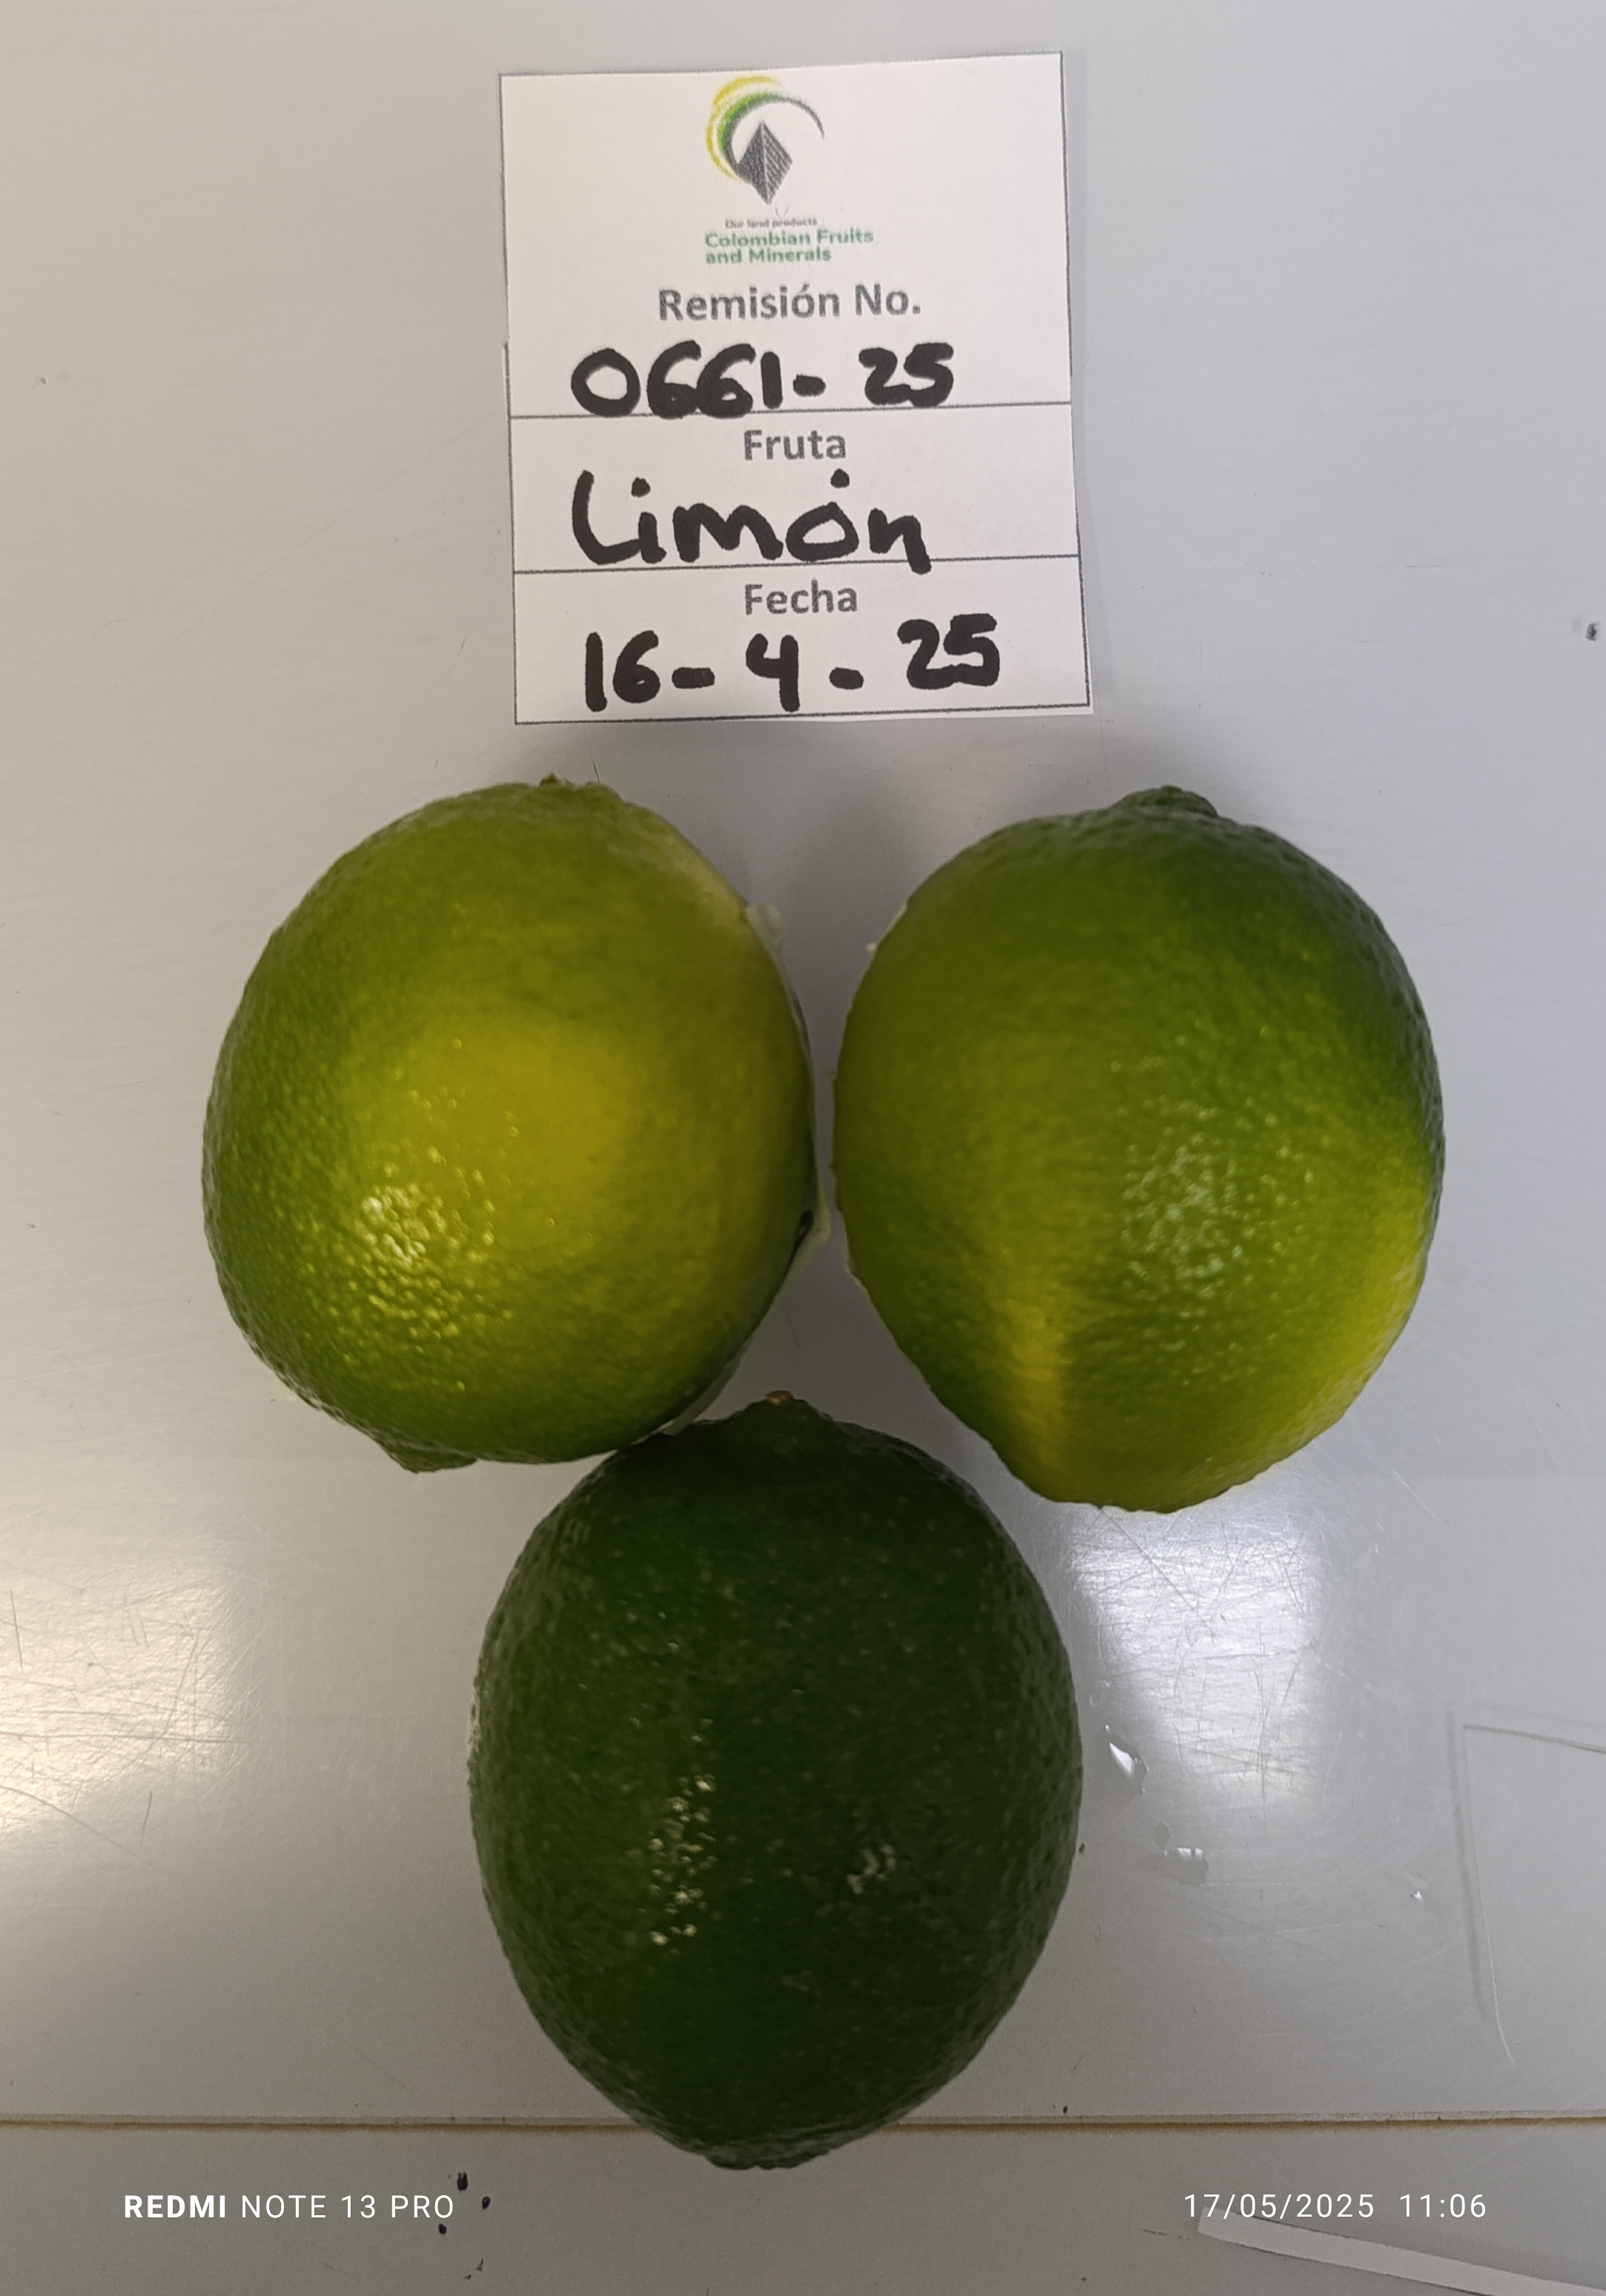 Our land products
Colombian Fruits
and Minerals
Remisión No.
0661-25
Fruta
Limón
Fecha
16-4-25
REDMI NOTE 13 PRO
17/05/2025 11:06